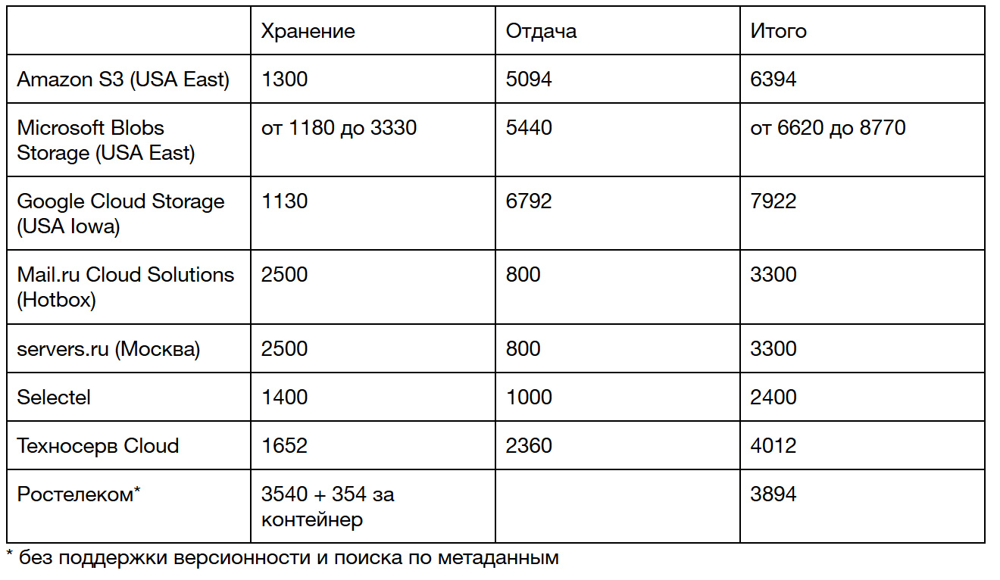 Хранение Отдача Итого
Amazon S3 (USA East) 1300 5094 6394
Microsoft Blobs от 1180 до 3330 5440 от 6620 до 8770
Storage (USA East)
Google Cloud Storage 1130 6792 7922
(USA Iowa)
Mail.ru Cloud Solutions 2500 800 3300
(Hotbox)
servers.ru (Москва) 2500 800 3300
Selectel 1400 1000 2400
Техносерв Cloud 1652 2360 4012
Ростелеком* 3540 + 354 за 3894
контейнер
* без поддержки версионности и поиска по метаданным